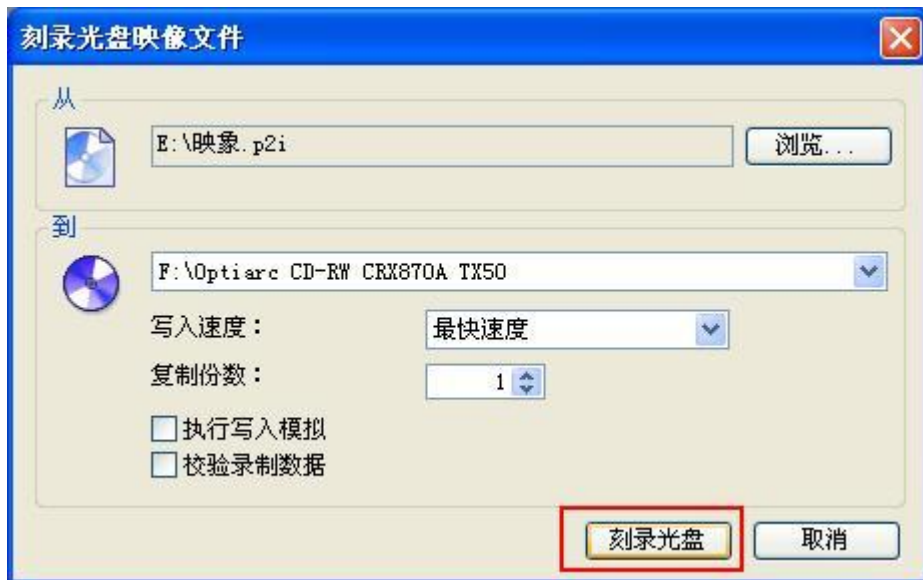 刻录光盘映像文件
从
E:\映象.p2i
浏览...
到
F:\Optiarc CD-RW CRX870A TX50
写入速度：
最快速度
复制份数：
1
执行写入模拟
校验录制数据
刻录光盘
取消